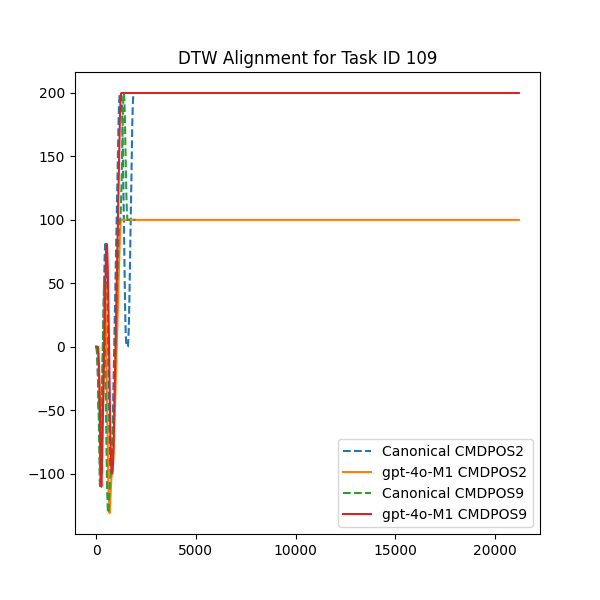 DTW Alignment for Task ID 109
200
150
100
50
0
−50
−100
0
5000
10000
15000
20000
Canonical CMDPOS2
gpt-4o-M1 CMDPOS2
Canonical CMDPOS9
gpt-4o-M1 CMDPOS9